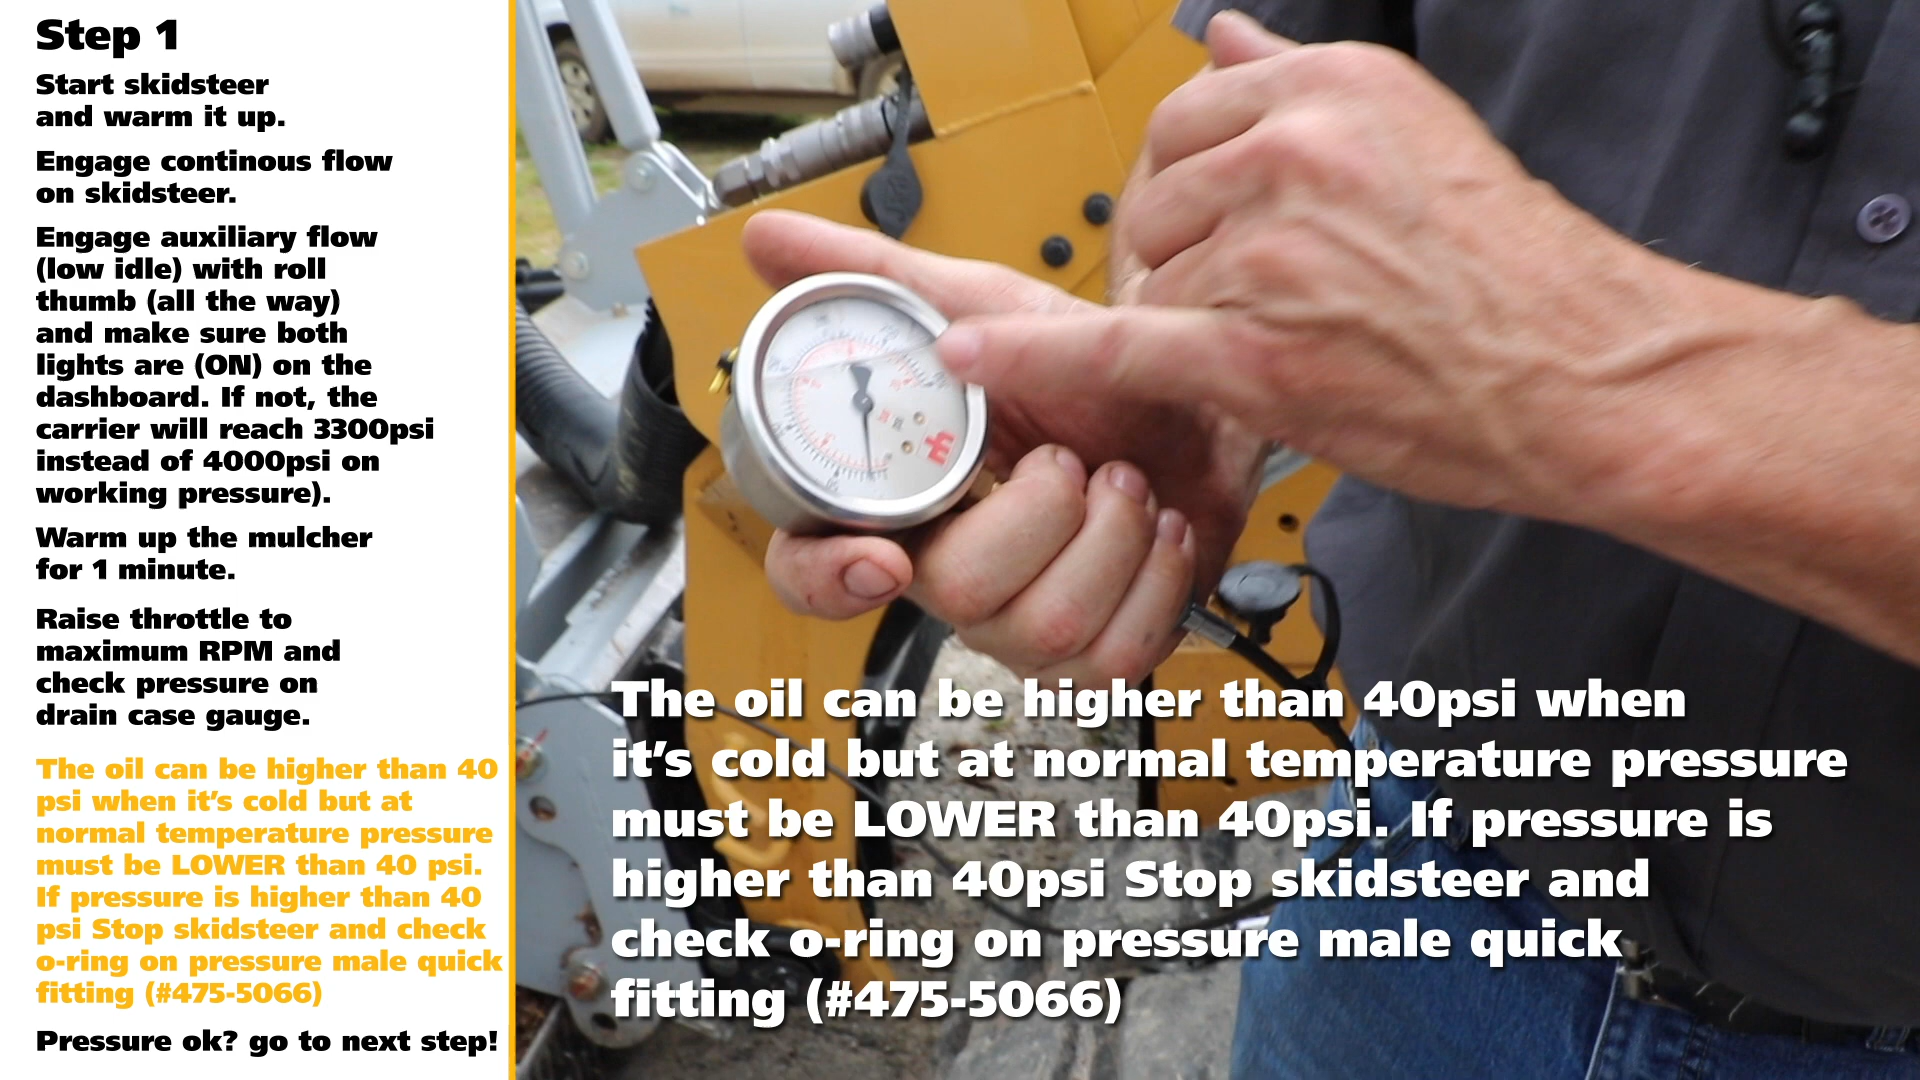 Step 1
Start skidsteer
and warm it up.
Engage continous flow
on skidsteer.
Engage auxiliary flow
(low idle) with roll
thumb (all the way)
and make sure both
lights are (ON) on the
dashboard. If not, the
carrier will reach 3300psi
instead of 4000psi on
working pressure).
Warm up the mulcher
for 1 minute.
Raise throttle to
maximum RPM and
check pressure on
drain case gauge.
The oil can be higher than 40
psi when it’s cold but at
normal temperature pressure
must be LOWER than 40 psi.
If pressure is higher than 40
psi Stop skidsteer and check
o-ring on pressure male quick
fitting (#475-5066)
Pressure ok? go to next step!
The oil can be higher than 40psi when
it’s cold but at normal temperature pressure
must be LOWER than 40psi. If pressure is
higher than 40psi Stop skidsteer and
check o-ring on pressure male quick
fitting (#475-5066)